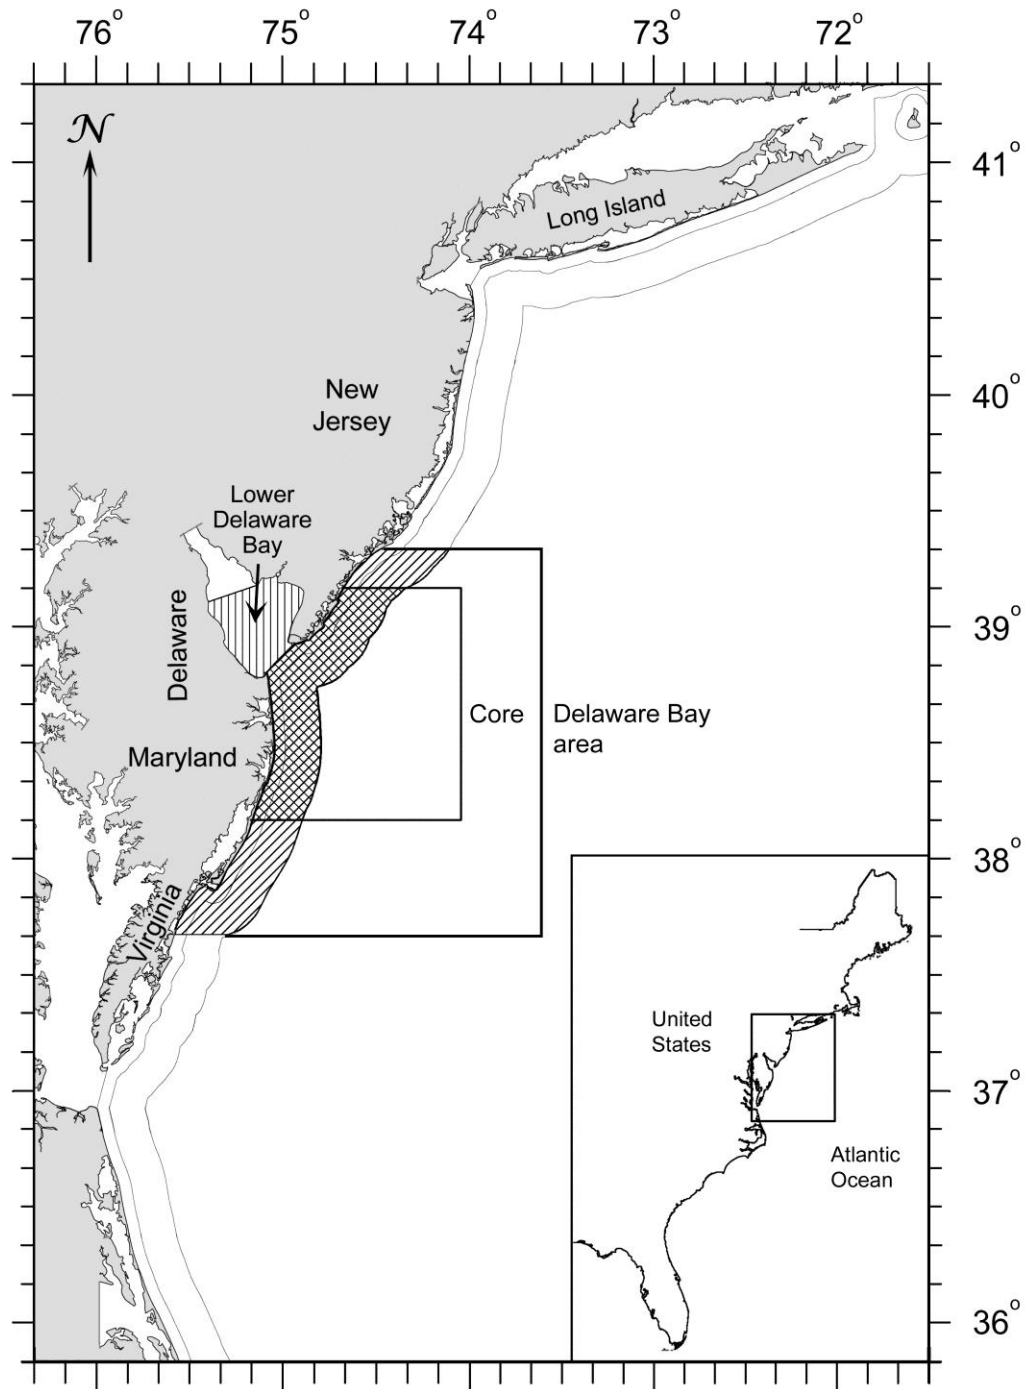 76°
75°
74°
73°
72°
N
41°
Long Island
40°
New
Jersey
Lower
Delaware
Bay
Delaware
39°
Core
Delaware Bay
area
Maryland
38°
Virginia
37°
36°
United
States
Atlantic
Ocean